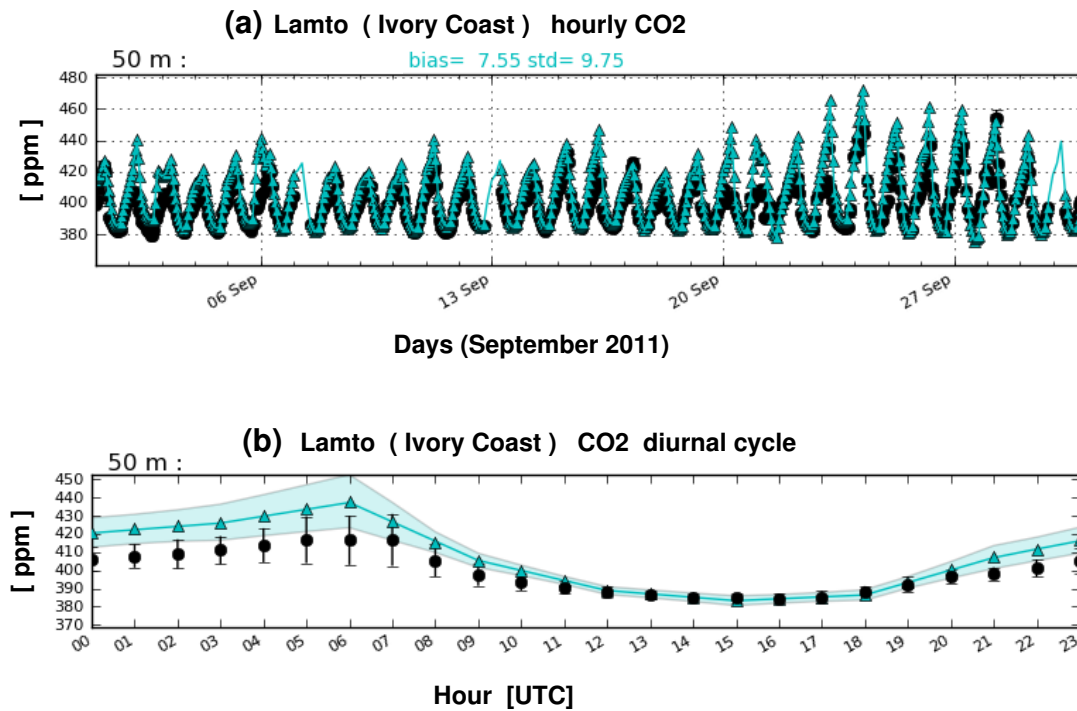 (a) Lamto ( Ivory Coast ) hourly CO2
50 m : bias= 7.55 std= 9.75
480
460
440
420
400
380
[ ppm ]
06 Sep 13 Sep 20 Sep 27 Sep
Days (September 2011)
(b) Lamto ( Ivory Coast ) CO2 diurnal cycle
50 m :
450
440
430
420
410
400
390
380
370
[ ppm ]
00 01 02 03 04 05 06 07 08 09 10 11 12 13 14 15 16 17 18 19 20 21 22 23
Hour [UTC]